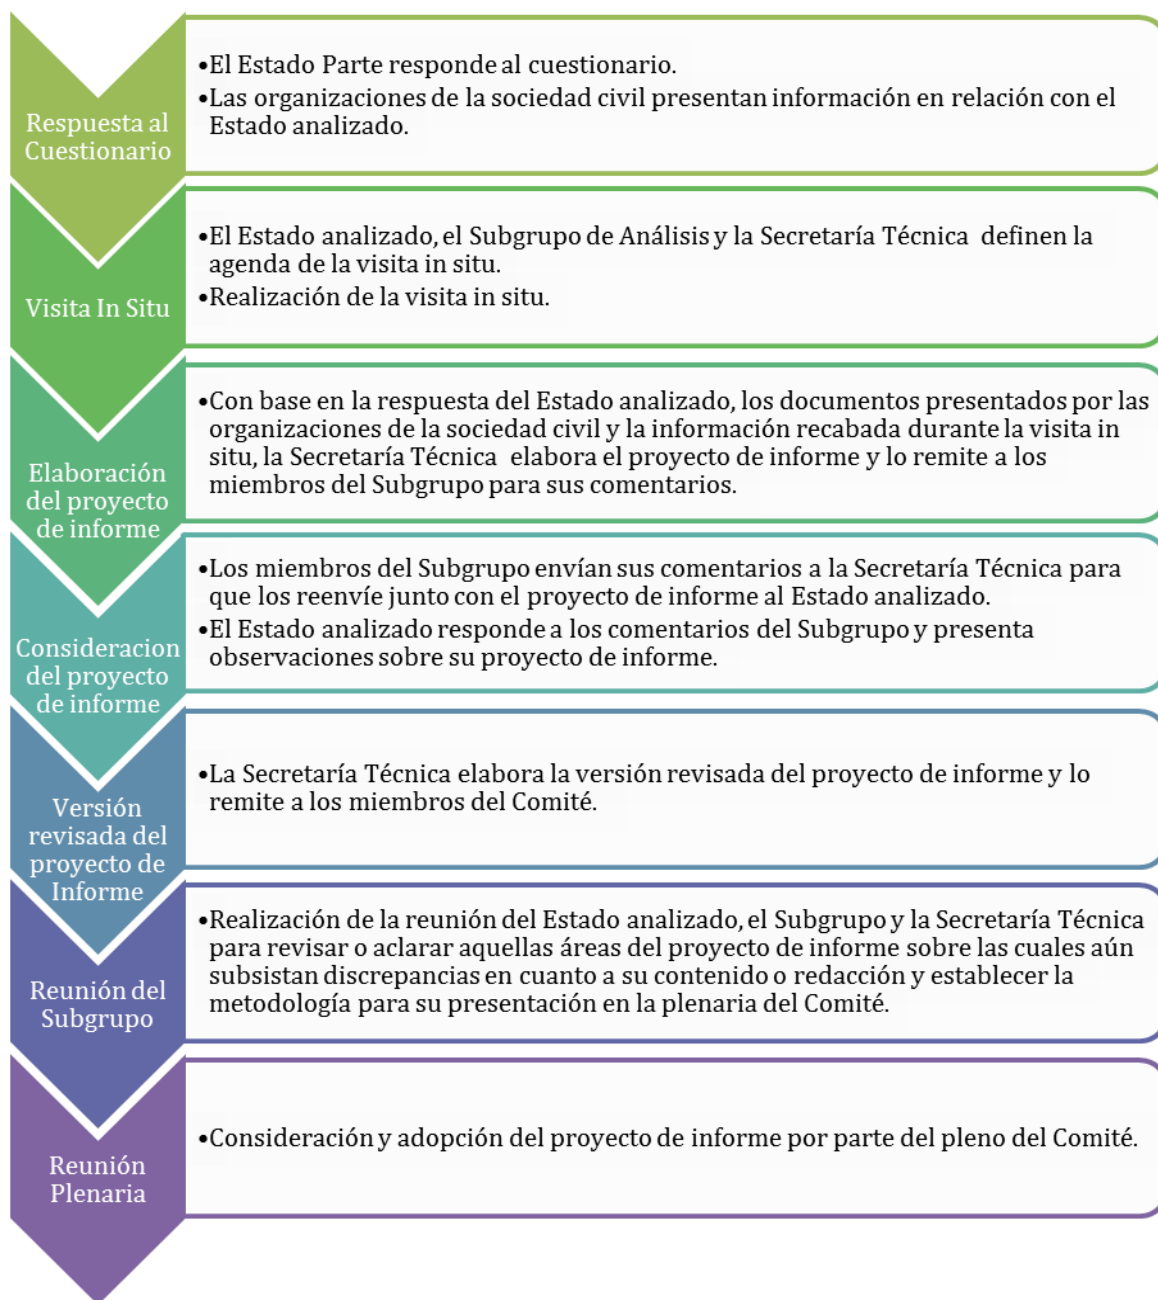 Respuesta al
Cuestionario
•El Estado Parte responde al cuestionario.
•Las organizaciones de la sociedad civil presentan información en relación con el
Estado analizado.
Visita In Situ
•El Estado analizado, el Subgrupo de Análisis y la Secretaría Técnica definen la
agenda de la visita in situ.
•Realización de la visita in situ.
Elaboración
del proyecto
de informe
•Con base en la respuesta del Estado analizado, los documentos presentados por las
organizaciones de la sociedad civil y la información recabada durante la visita in
situ, la Secretaría Técnica elabora el proyecto de informe y lo remite a los
miembros del Subgrupo para sus comentarios.
Consideracion
del proyecto
de informe
•Los miembros del Subgrupo envían sus comentarios a la Secretaría Técnica para
que los reenvíe junto con el proyecto de informe al Estado analizado.
•El Estado analizado responde a los comentarios del Subgrupo y presenta
observaciones sobre su proyecto de informe.
Versión
revisada del
proyecto de
Informe
•La Secretaría Técnica elabora la versión revisada del proyecto de informe y lo
remite a los miembros del Comité.
Reunión del
Subgrupo
•Realización de la reunión del Estado analizado, el Subgrupo y la Secretaría Técnica
para revisar o aclarar aquellas áreas del proyecto de informe sobre las cuales aún
subsistan discrepancias en cuanto a su contenido o redacción y establecer la
metodología para su presentación en la plenaria del Comité.
Reunión
Plenaria
•Consideración y adopción del proyecto de informe por parte del pleno del Comité.